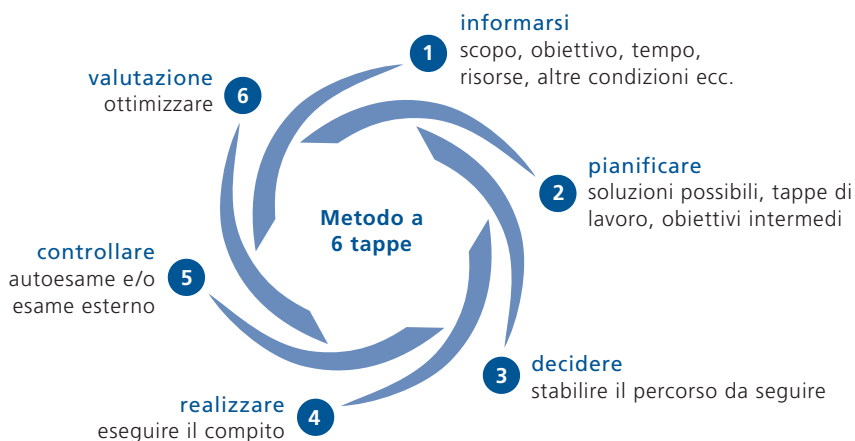 Metodo a
6 tappe
1
informarsi
scopo, obiettivo, tempo,
risorse, altre condizioni ecc.
2
pianificare
soluzioni possibili, tappe di
lavoro, obiettivi intermedi
3
decidere
stabilire il percorso da seguire
4
realizzare
eseguire il compito
5
controllare
autoesame e/o
esame esterno
6
valutazione
ottimizzare